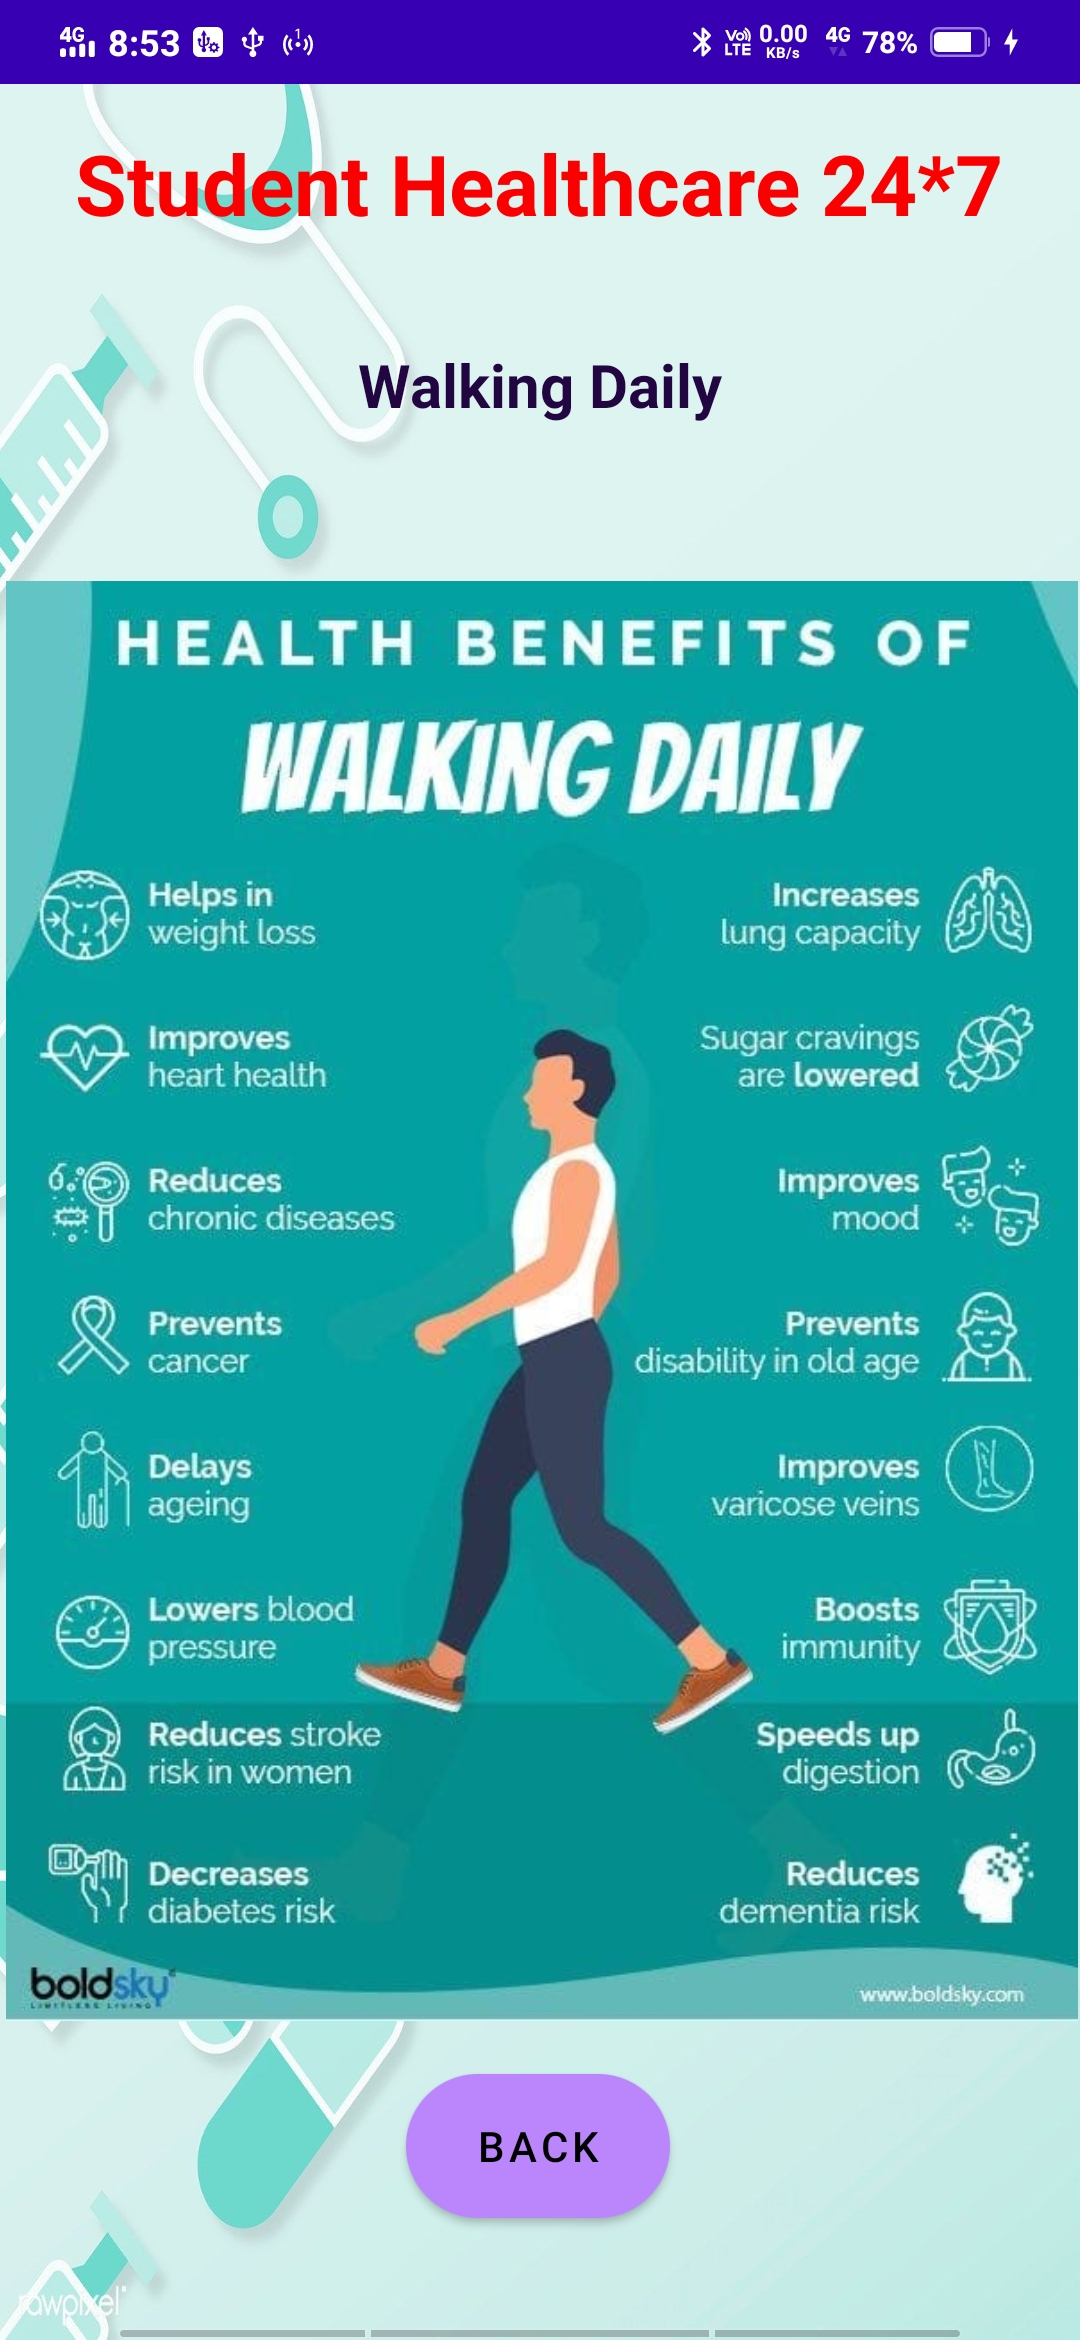 4G 8:53 1 Vo) LTE 0.00 KB/s 4G 78%
Student Healthcare 24*7
Walking Daily
HEALTH BENEFITS OF
WALKING DAILY
Helps in
weight loss
Improves
heart health
Reduces
chronic diseases
Prevents
cancer
Delays
ageing
Lowers blood
pressure
Reduces stroke
risk in women
Decreases
diabetes risk
Increases
lung capacity
Sugar cravings
are lowered
Improves
mood
Prevents
disability in old age
Improves
varicose veins
Boosts
immunity
Speeds up
digestion
Reduces
dementia risk
boldsky
LIMITLESS LIVING
www.boldsky.com
BACK
rawpixel